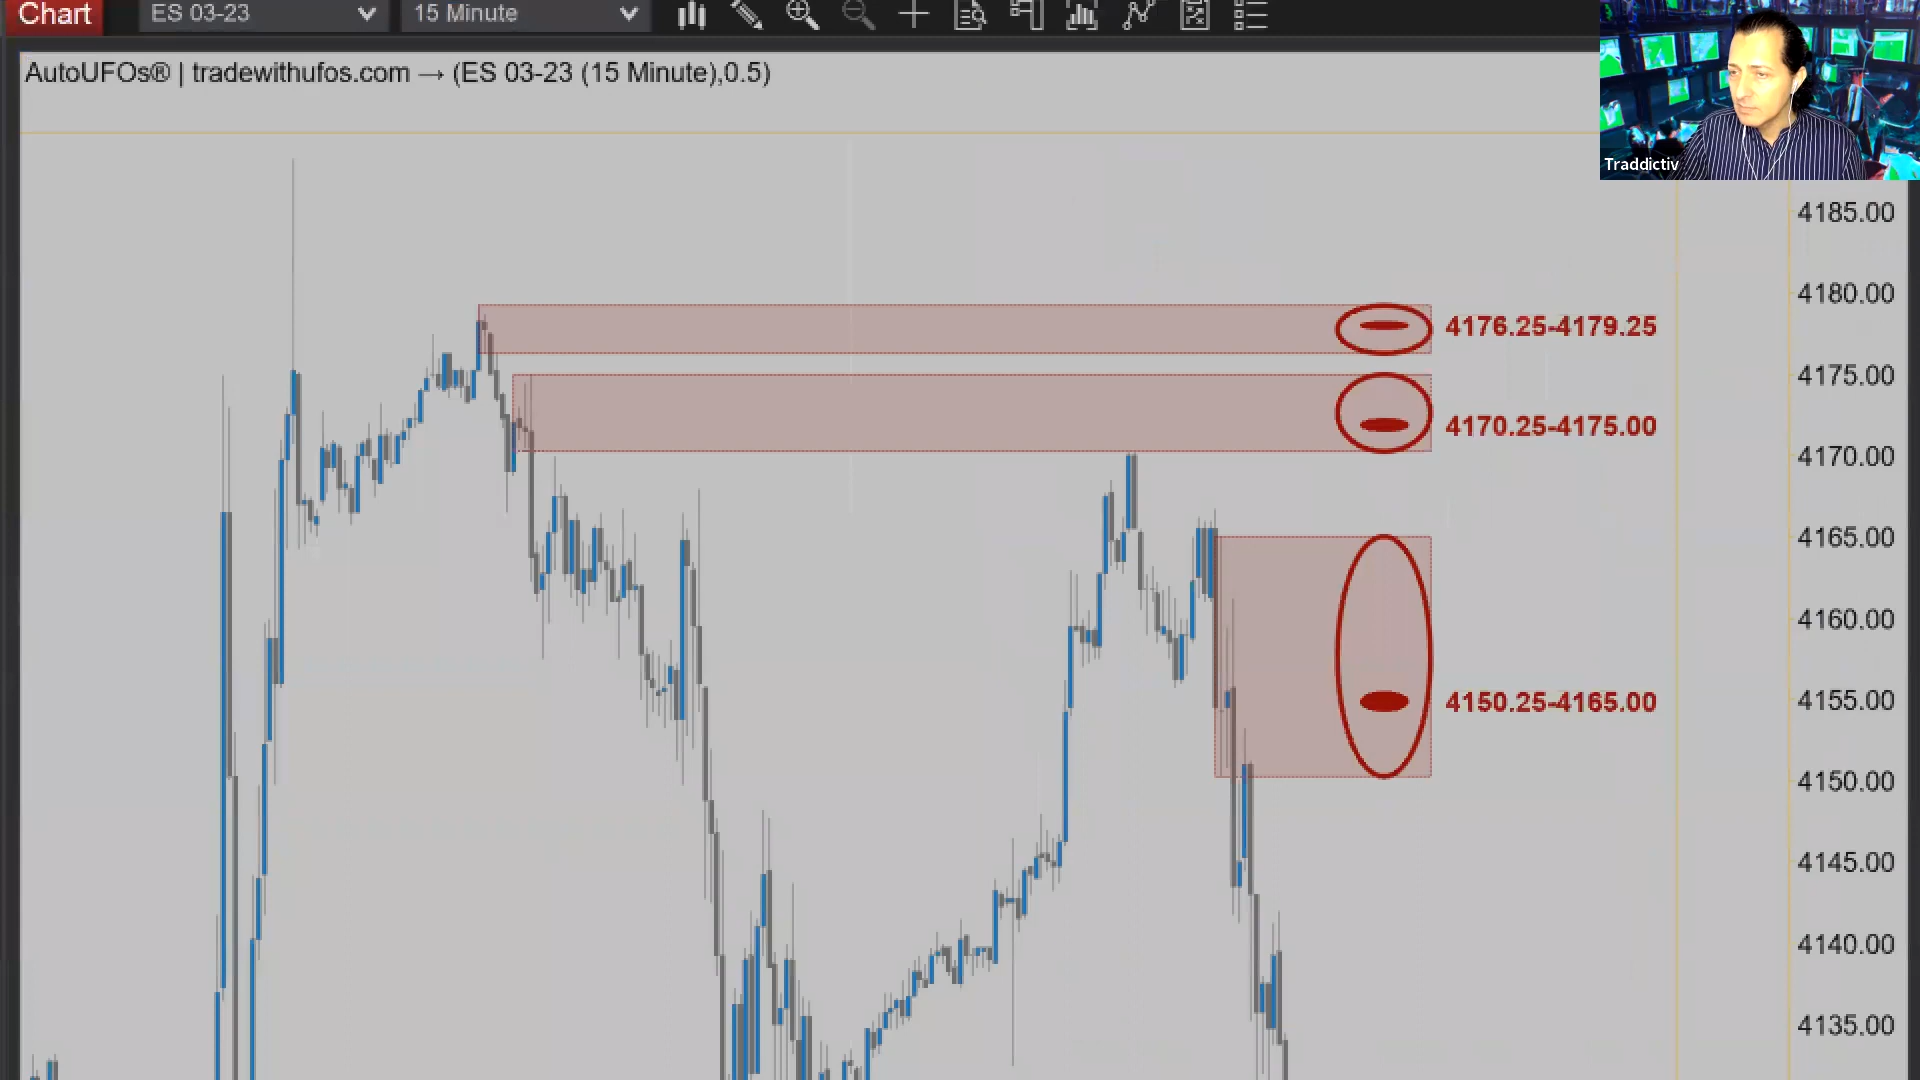 Chart
ES 03-23
15 Minute
AutoUFOs® | tradewithufos.com → (ES 03-23 (15 Minute),0.5)
Traddictiv
4185.00
4180.00
4176.25-4179.25
4175.00
4170.25-4175.00
4170.00
4165.00
4160.00
4155.00
4150.25-4165.00
4150.00
4145.00
4140.00
4135.00